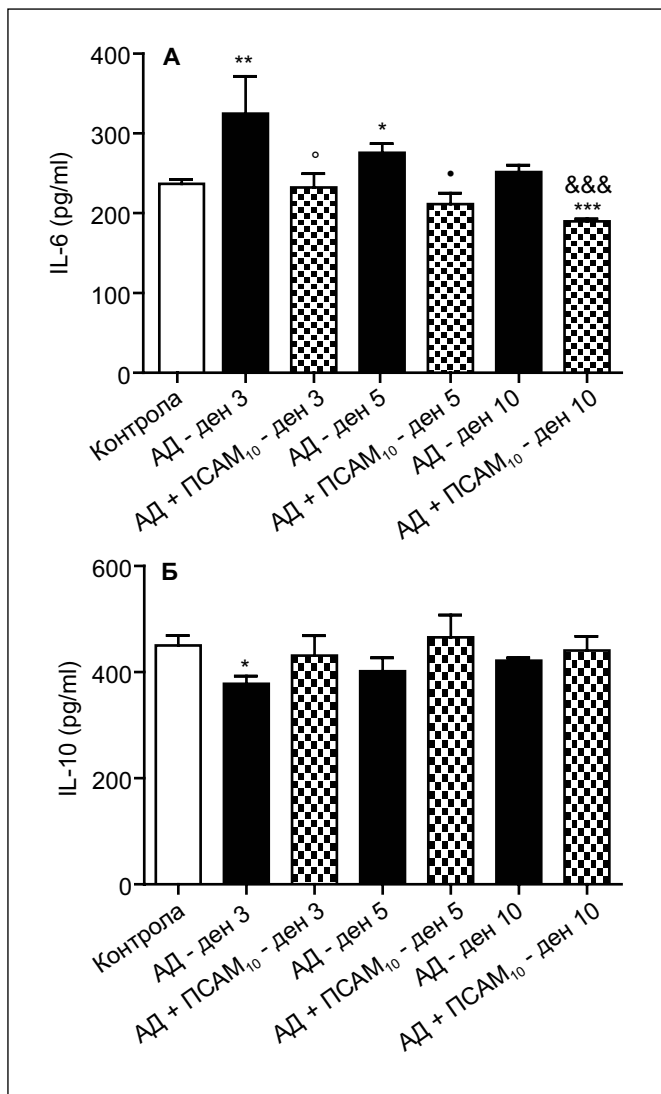 А
IL-6 (pg/ml)
400
300
200
100
0
**
°
*
•
&&&
***
Контрола
АД - ден 3
АД + ПСАМ₁₀ - ден 3
АД - ден 5
АД + ПСАМ₁₀ - ден 5
АД - ден 10
АД + ПСАМ₁₀ - ден 10
Б
IL-10 (pg/ml)
600
400
200
0
*
Контрола
АД - ден 3
АД + ПСАМ₁₀ - ден 3
АД - ден 5
АД + ПСАМ₁₀ - ден 5
АД - ден 10
АД + ПСАМ₁₀ - ден 10